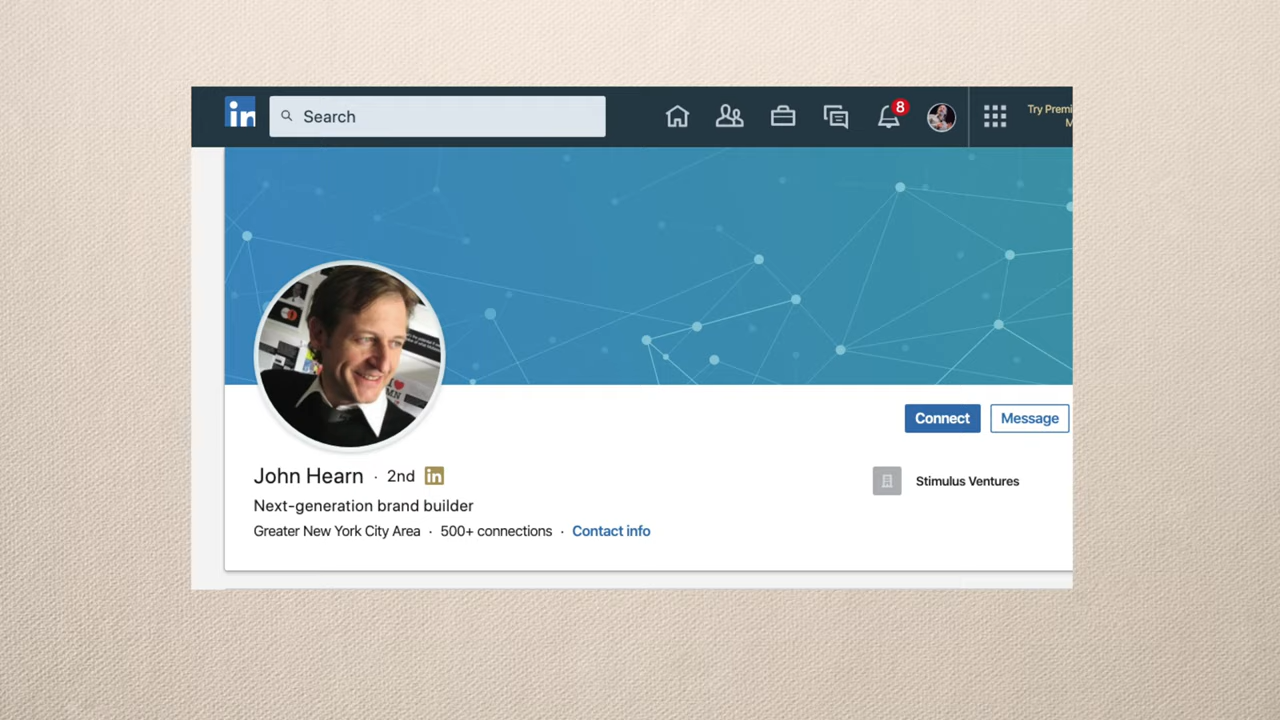 in Search 8 Try Premi
M
Connect Message
John Hearn · 2nd in
Stimulus Ventures
Next-generation brand builder
Greater New York City Area · 500+ connections · Contact info